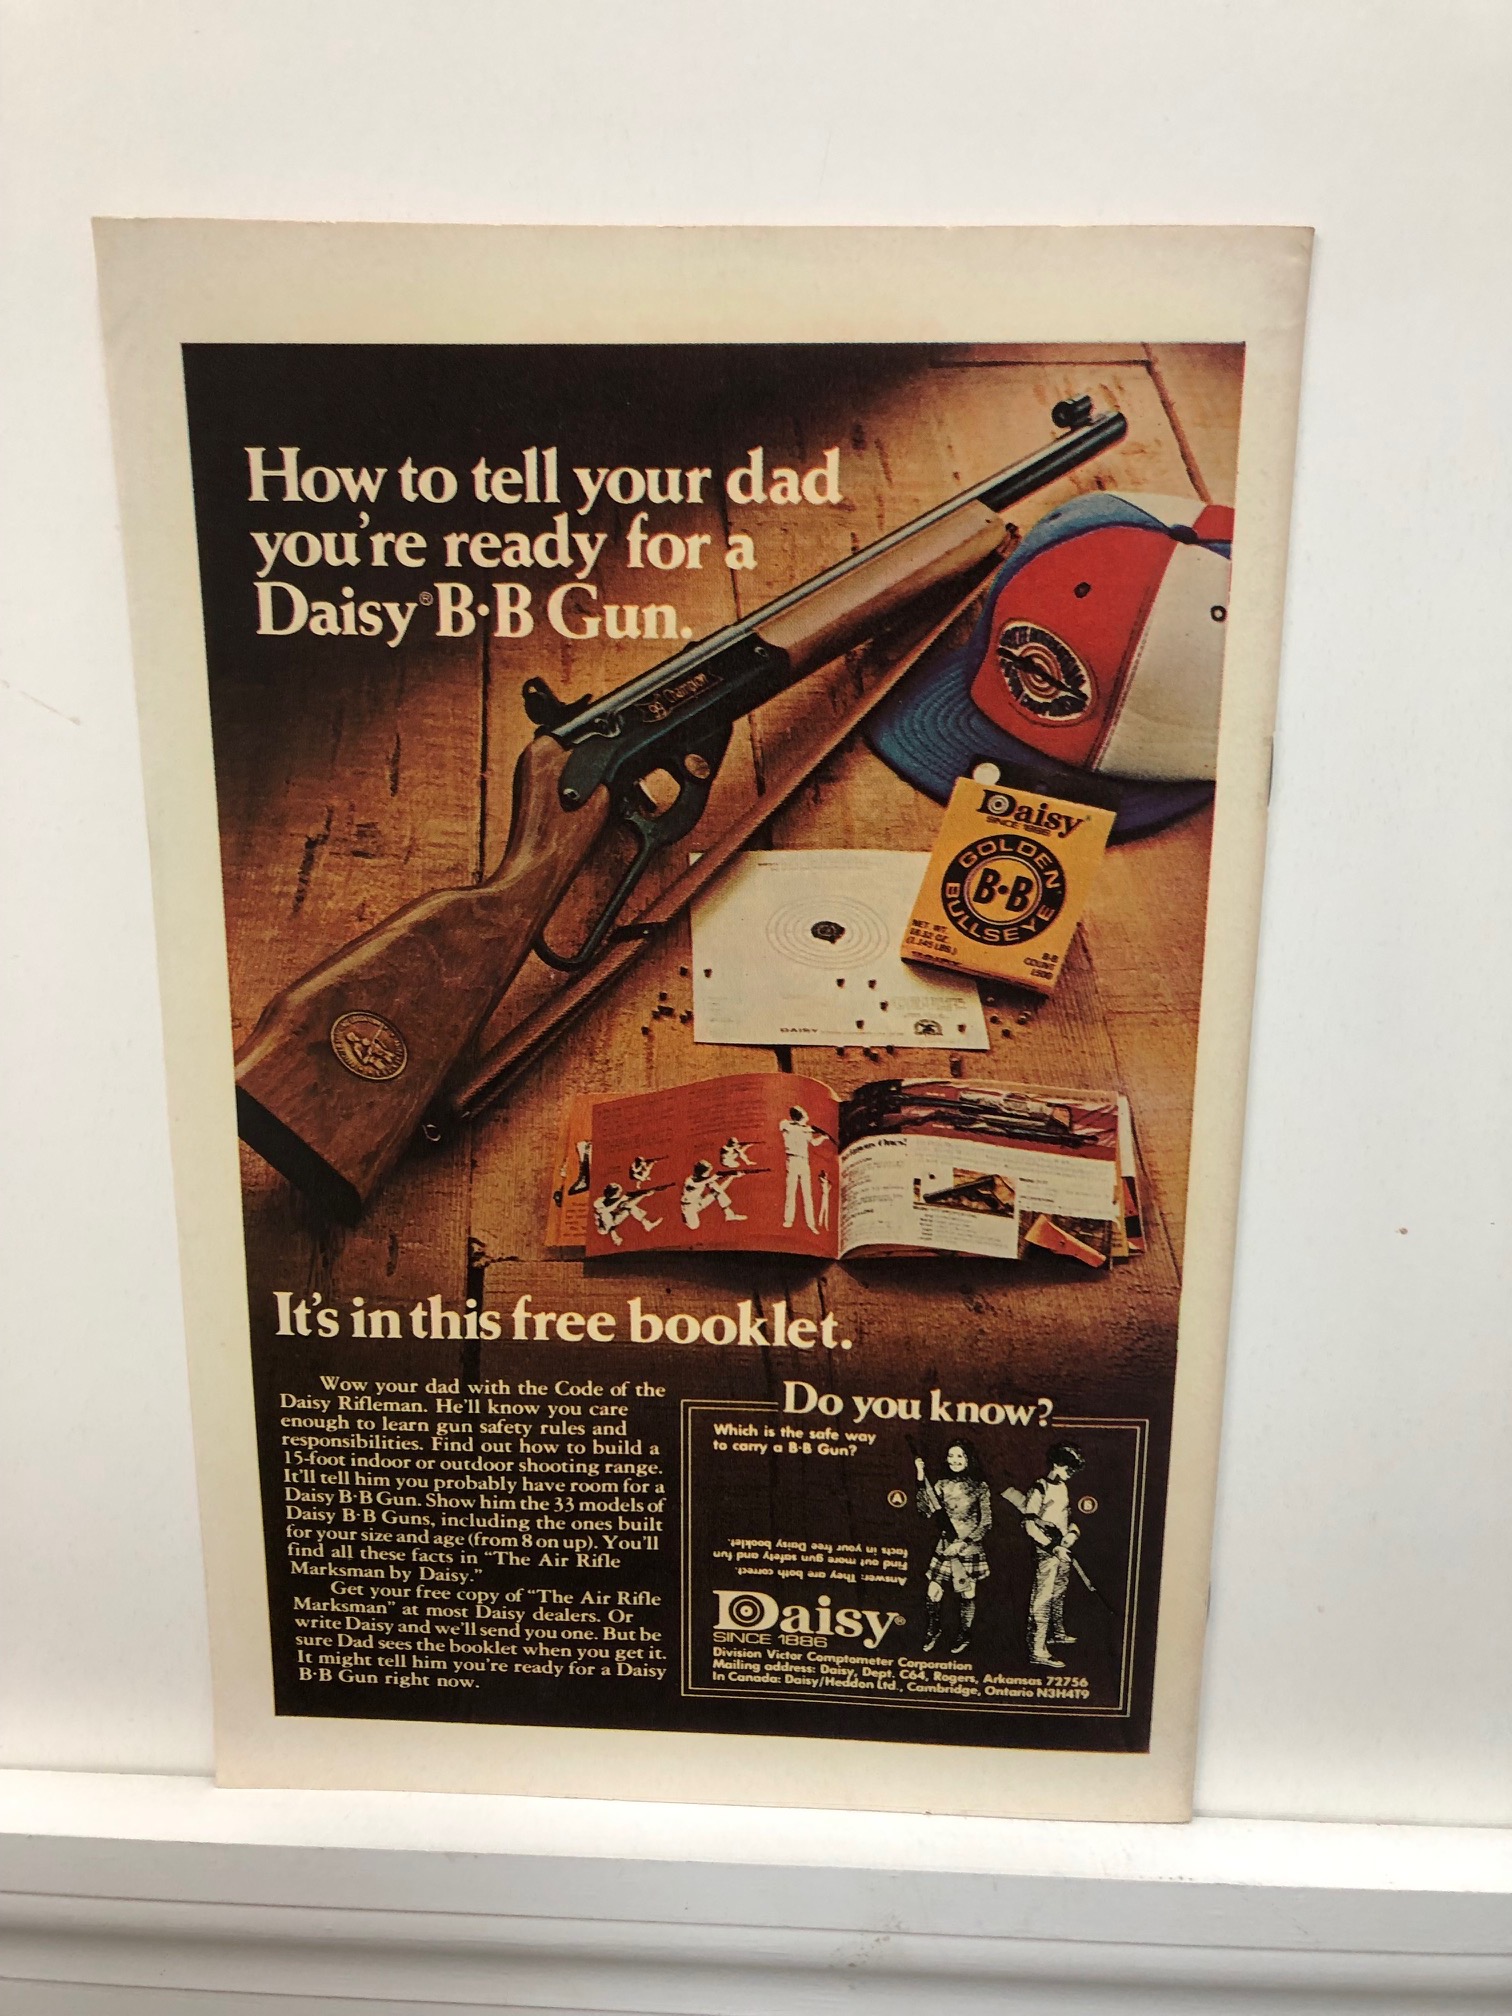 How to tell your dad
you're ready for a
Daisy® B·B Gun.
99 Champion
Daisy®
SINCE 1886
GOLDEN
B·B
BULLSEYE
NET WT.
B-B
COUNT
1500
DAISY
It's in this free booklet.
Wow your dad with the Code of the
Daisy Rifleman. He'll know you care
enough to learn gun safety rules and
responsibilities. Find out how to build a
15-foot indoor or outdoor shooting range.
It'll tell him you probably have room for a
Daisy B·B Gun. Show him the 33 models of
Daisy B·B Guns, including the ones built
for your size and age (from 8 on up). You'll
find all these facts in “The Air Rifle
Marksman by Daisy.”
Get your free copy of “The Air Rifle
Marksman” at most Daisy dealers. Or
write Daisy and we'll send you one. But be
sure Dad sees the booklet when you get it.
It might tell him you're ready for a Daisy
B·B Gun right now.
Do you know?
Which is the safe way
to carry a B·B Gun?
A
B
Answer: They are both correct.
Find out more gun safety and fun
facts in your free Daisy booklet.
Daisy®
SINCE 1886
Division Victor Comptometer Corporation
Mailing address: Daisy, Dept. C64, Rogers, Arkansas 72756
In Canada: Daisy/Heddon Ltd., Cambridge, Ontario N3H4T9